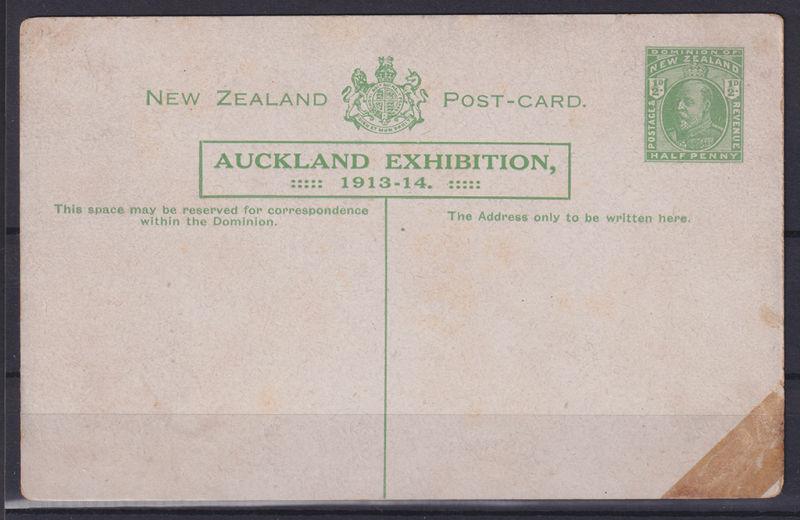 NEW ZEALAND POST-CARD.
AUCKLAND EXHIBITION,
1913-14.
This space may be reserved for correspondence
within the Dominion.
The Address only to be written here.
DOMINION OF
NEW ZEALAND
½D ½D
POSTAGE & REVENUE
HALF PENNY